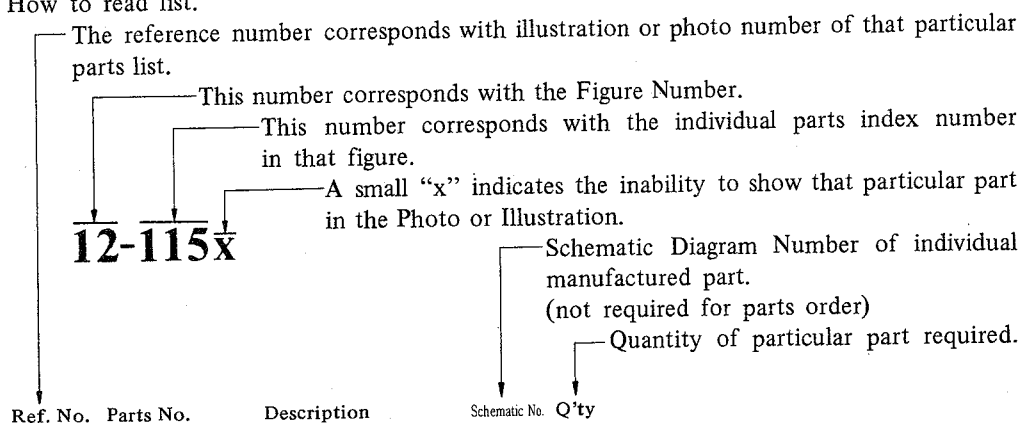 How to read list.
The reference number corresponds with illustration or photo number of that particular
parts list.
This number corresponds with the Figure Number.
This number corresponds with the individual parts index number
in that figure.
A small “x” indicates the inability to show that particular part
in the Photo or Illustration.
12-115x
Schematic Diagram Number of individual
manufactured part.
(not required for parts order)
Quantity of particular part required.
Ref. No. Parts No. Description Schematic No. Q'ty